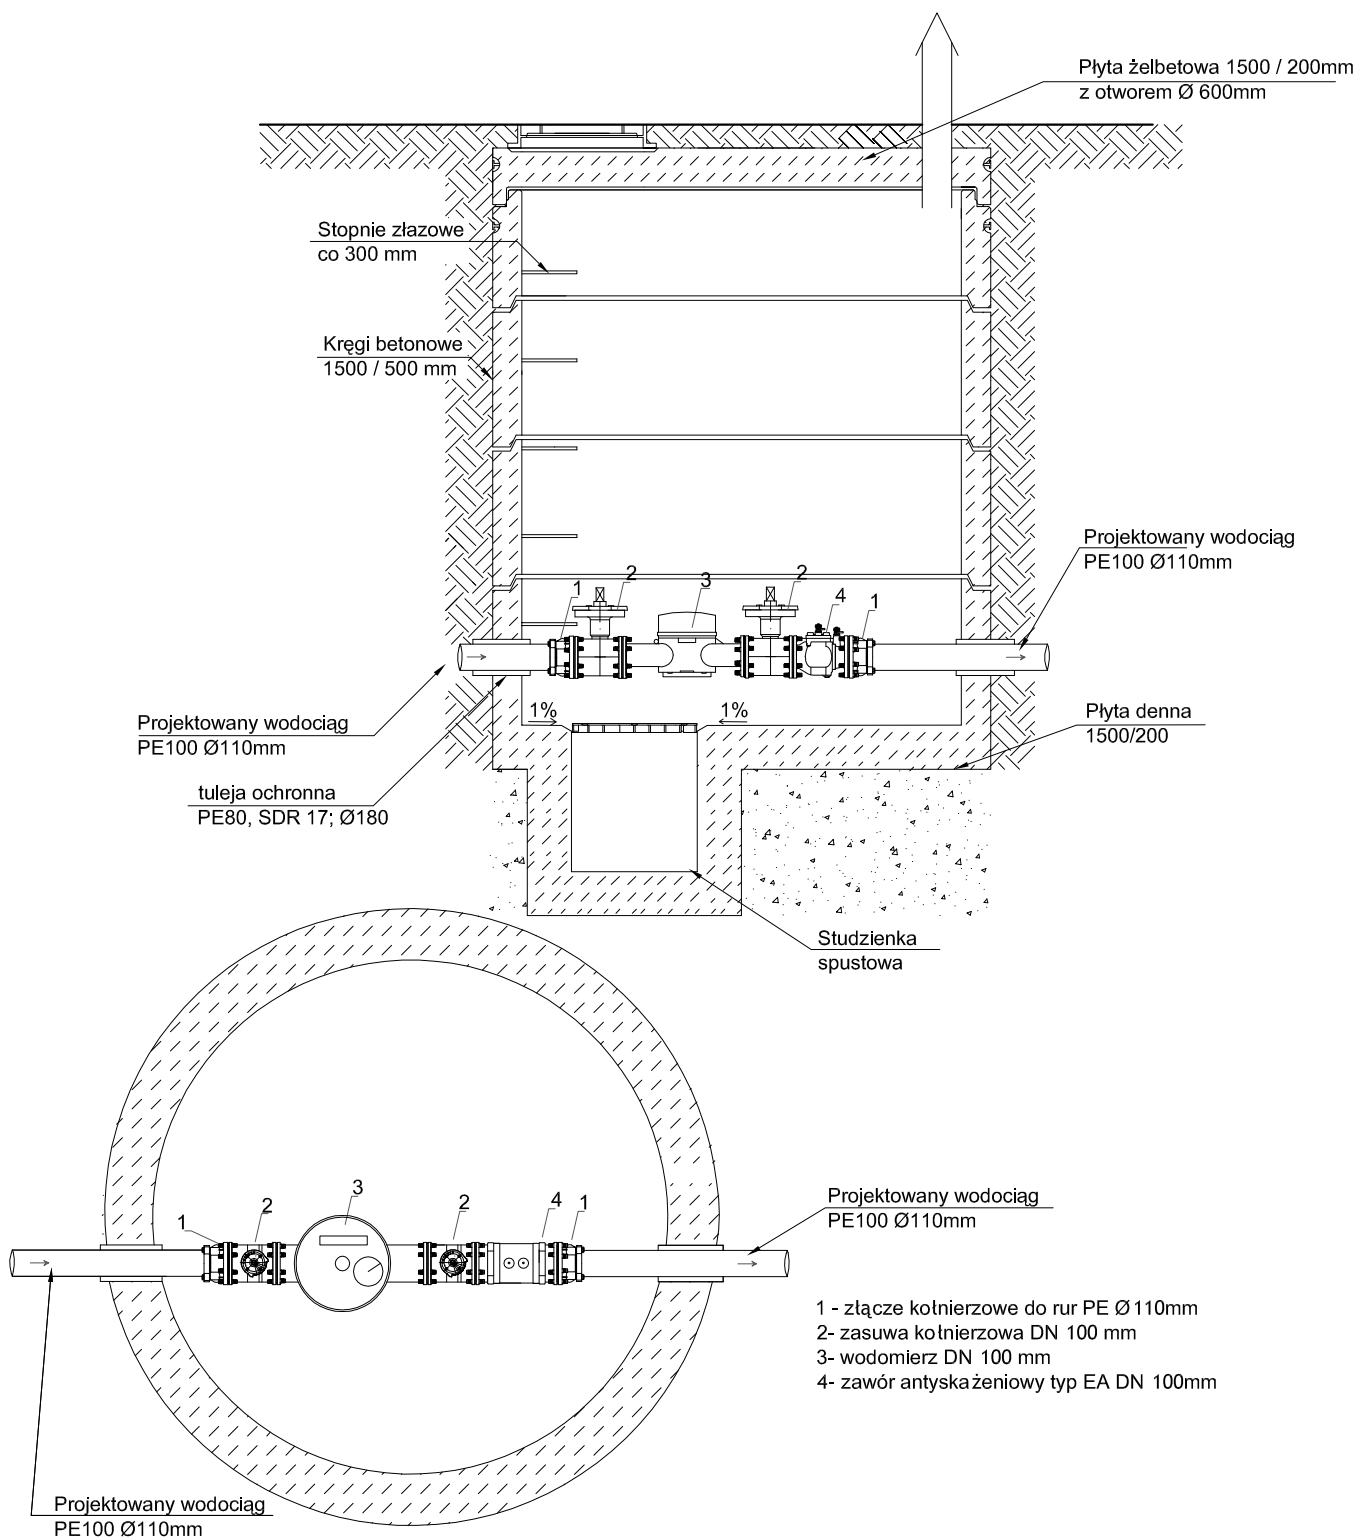 Płyta żelbetowa 1500 / 200mm
z otworem Ø 600mm
Stopnie złazowe
co 300 mm
Kręgi betonowe
1500 / 500 mm
Projektowany wodociąg
PE100 Ø110mm
1
2
3
2
4
1
Projektowany wodociąg
PE100 Ø110mm
1%
1%
Płyta denna
1500/200
tuleja ochronna
PE80, SDR 17; Ø180
Studzienka
spustowa
1
2
3
2
4
1
Projektowany wodociąg
PE100 Ø110mm
1 - złącze kołnierzowe do rur PE Ø110mm
2- zasuwa kołnierzowa DN 100 mm
3- wodomierz DN 100 mm
4- zawór antyskażeniowy typ EA DN 100mm
Projektowany wodociąg
PE100 Ø110mm